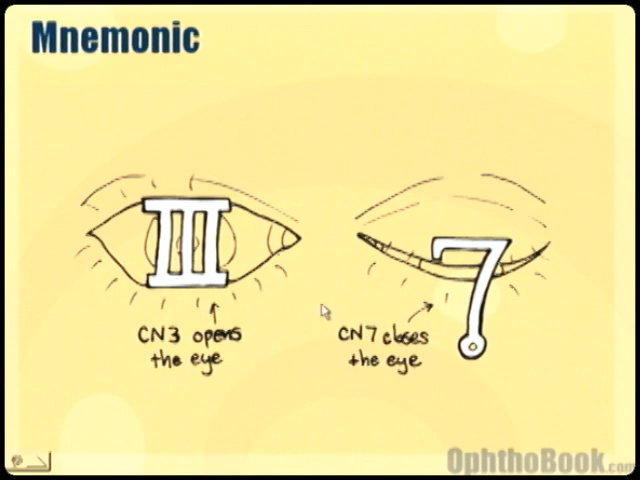 Mnemonic
III
7
CN3 opens
the eye
CN7 closes
the eye
OphthoBook.com